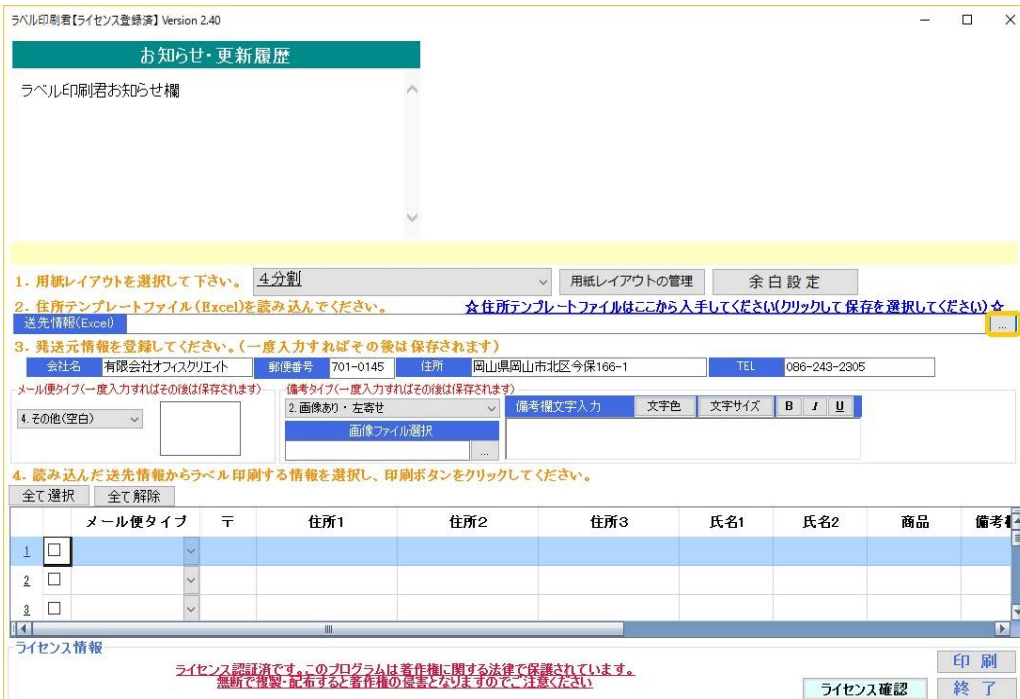 ラベル印刷君【ライセンス登録済】 Version 2.40
お知らせ・更新履歴
ラベル印刷君お知らせ欄
1. 用紙レイアウトを選択して下さい。 4分割 用紙レイアウトの管理 余白設定
2. 住所テンプレートファイル(Excel)を読み込んでください。 ☆住所テンプレートファイルはここから入手してください(クリックして保存を選択してください)☆
送先情報(Excel) ...
3. 発送元情報を登録してください。(一度入力すればその後は保存されます)
会社名 有限会社オフィスクリエイト 郵便番号 701-0145 住所 岡山県岡山市北区今保166-1 TEL 086-243-2305
メール便タイプ(一度入力すればその後は保存されます) 備考タイプ(一度入力すればその後は保存されます)
4.その他(空白) 2.画像あり・左寄せ 備考欄文字入力 文字色 文字サイズ B I U
画像ファイル選択
...
4. 読み込んだ送先情報からラベル印刷する情報を選択し、印刷ボタンをクリックしてください。
全て選択 全て解除
メール便タイプ 〒 住所1 住所2 住所3 氏名1 氏名2 商品 備考
1
2
3
ライセンス情報
ライセンス認証済です。このプログラムは著作権に関する法律で保護されています。
無断で複製・配布すると著作権の侵害となりますのでご注意ください
印刷
ライセンス確認 終了